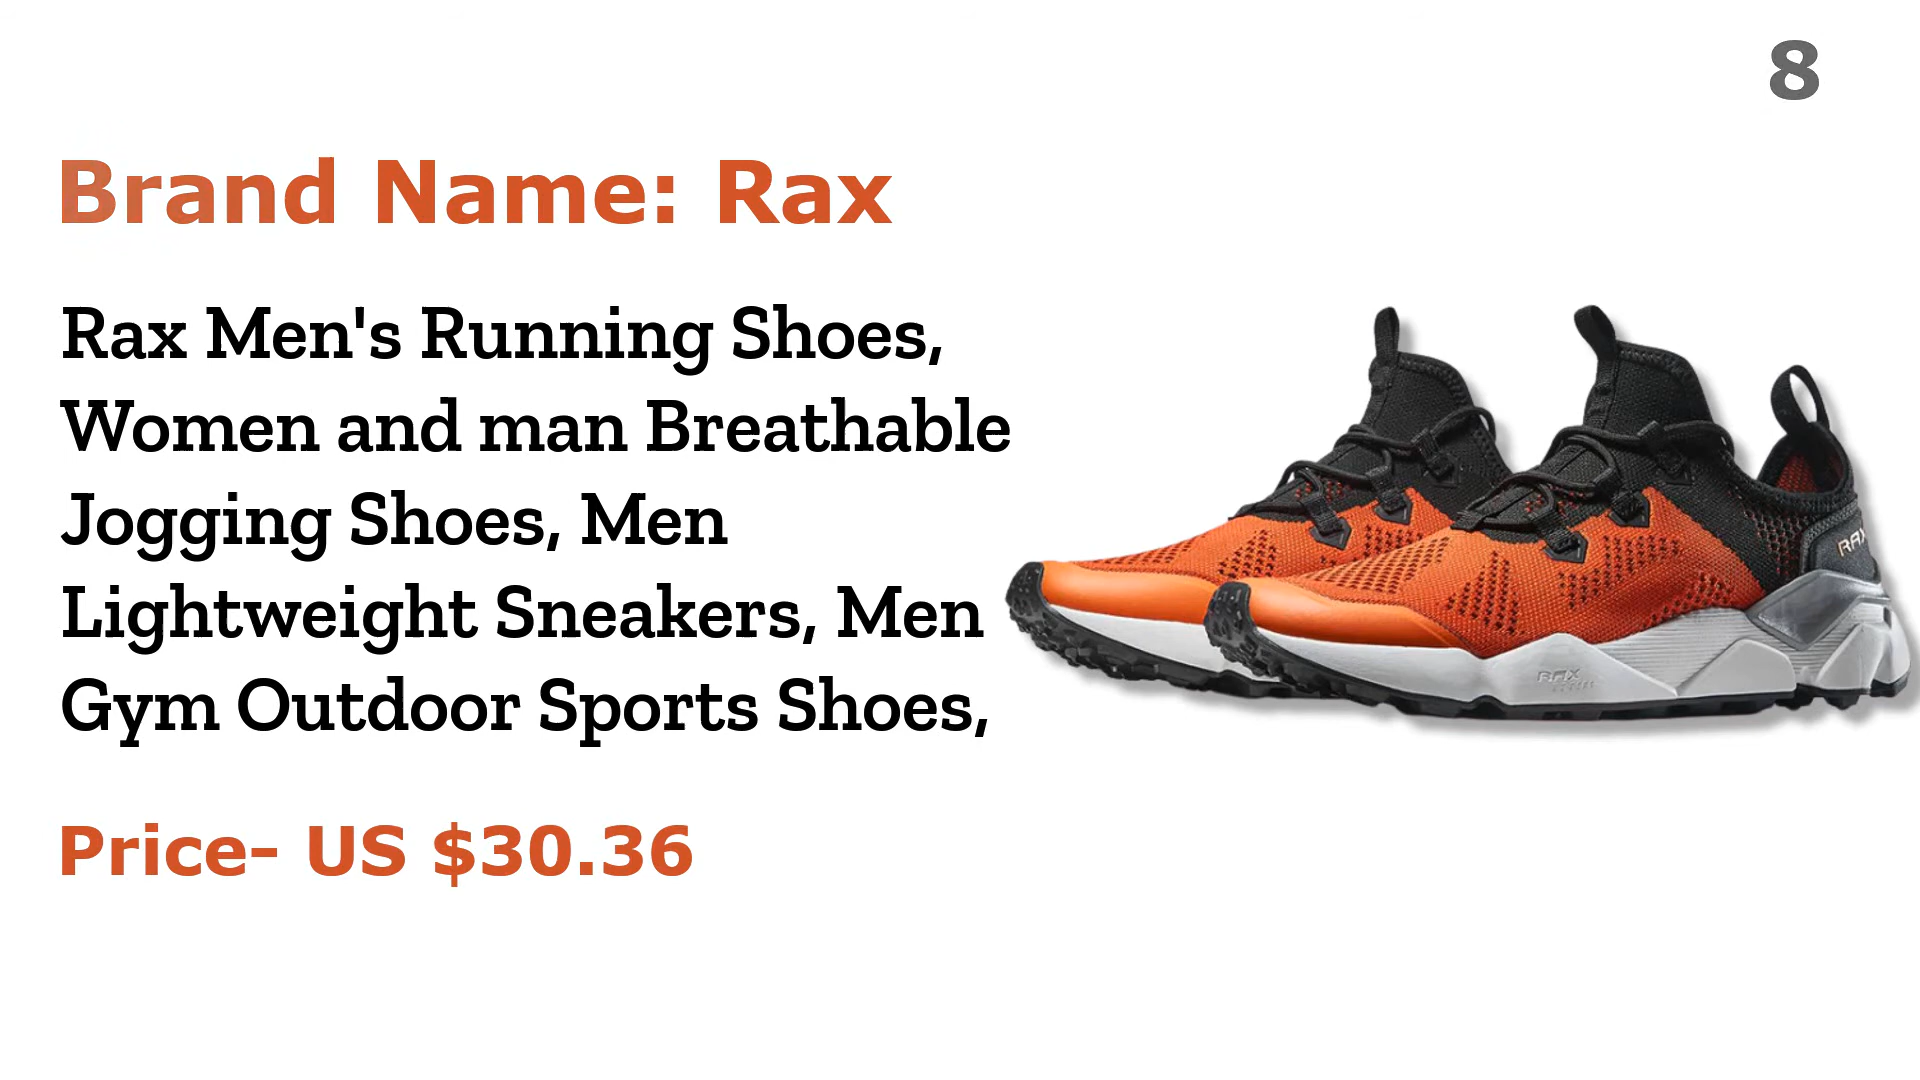 8
Brand Name: Rax
Rax Men's Running Shoes,
Women and man Breathable
Jogging Shoes, Men
Lightweight Sneakers, Men
Gym Outdoor Sports Shoes,
Price- US $30.36
RAX
RAX